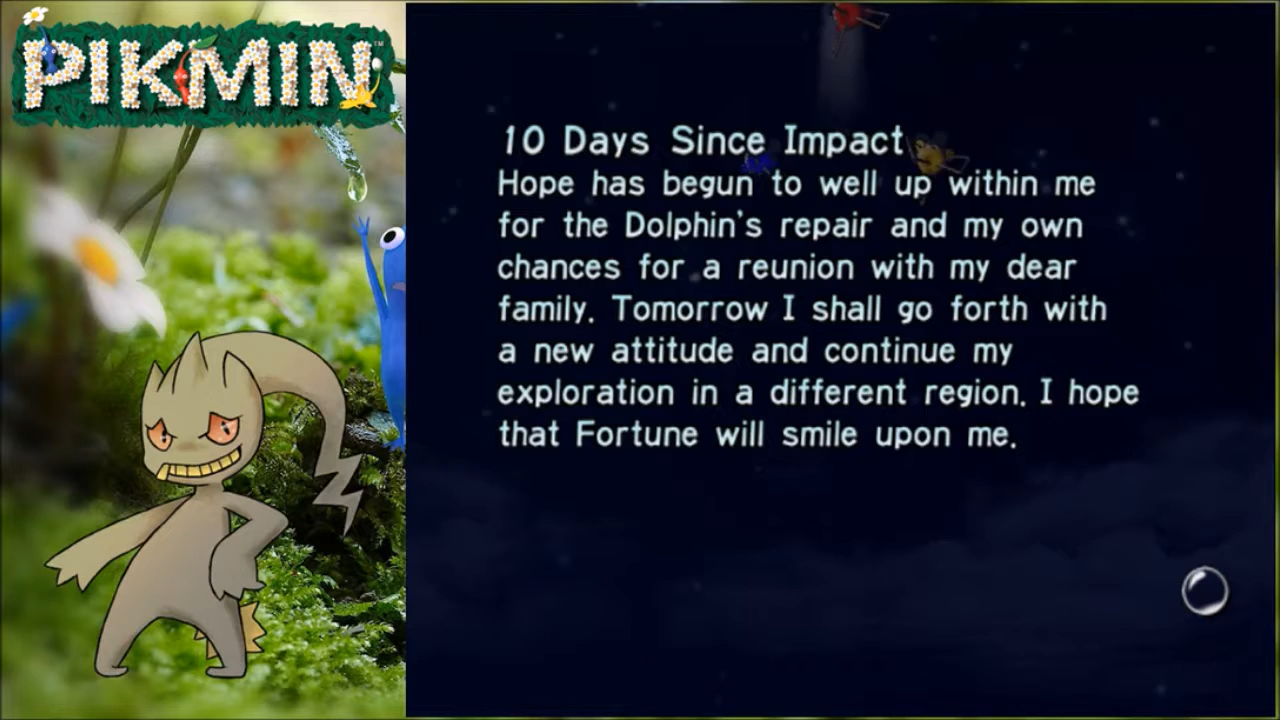 PIKMIN
TM
10 Days Since Impact
Hope has begun to well up within me
for the Dolphin's repair and my own
chances for a reunion with my dear
family. Tomorrow I shall go forth with
a new attitude and continue my
exploration in a different region. I hope
that Fortune will smile upon me.